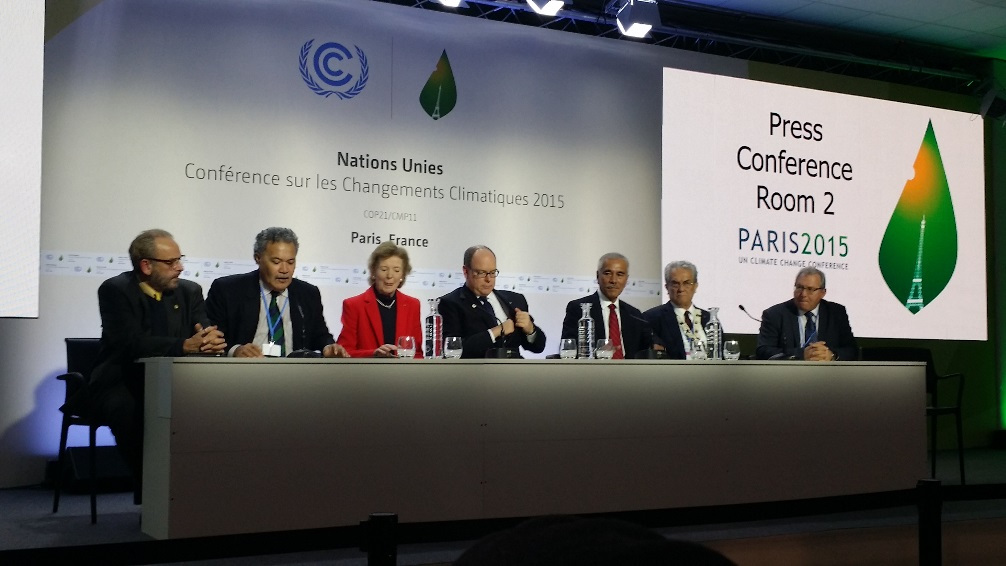 Nations Unies
Conférence sur les Changements Climatiques 2015
COP21/CMP11
Paris, France
Press
Conference
Room 2
PARIS2015
UN CLIMATE CHANGE CONFERENCE